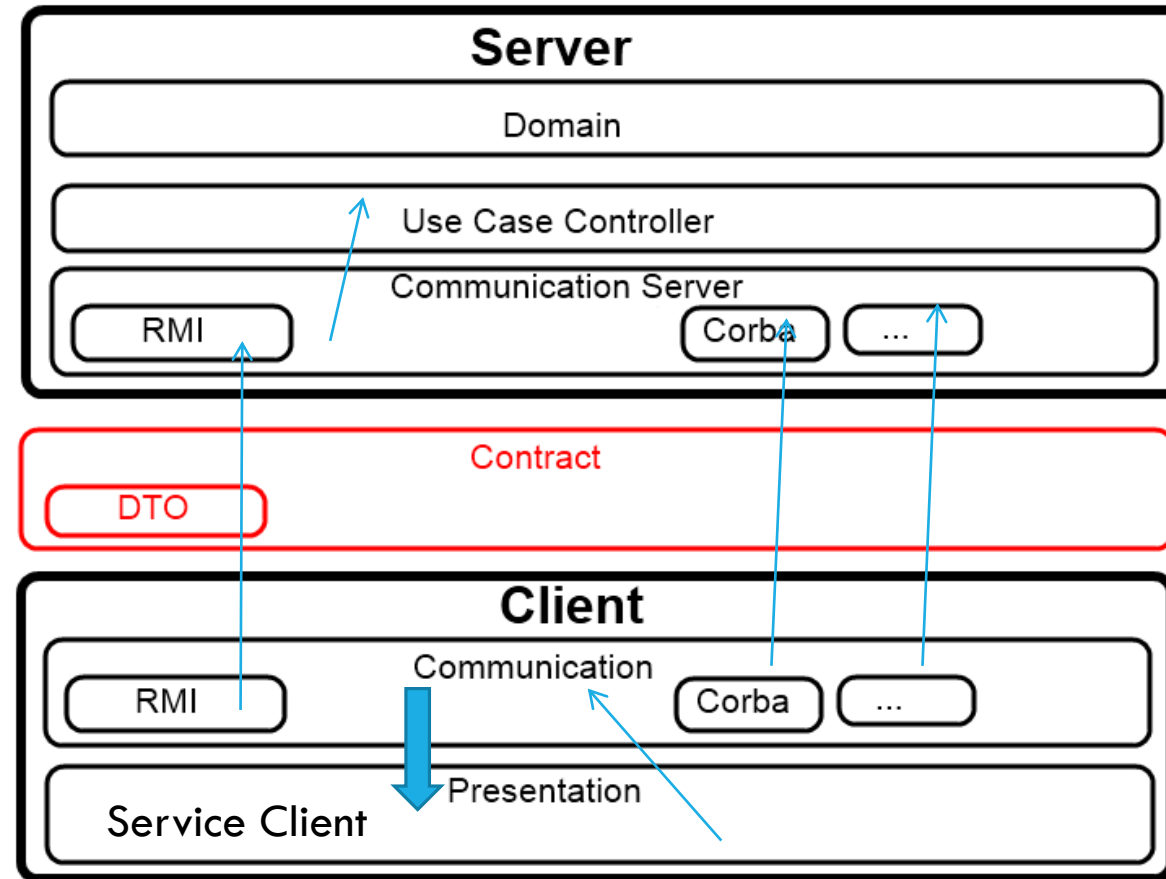 Server
Domain
Use Case Controller
Communication Server
RMI
Corba
...
Contract
DTO
Client
Communication
RMI
Corba
...
Presentation
Service Client